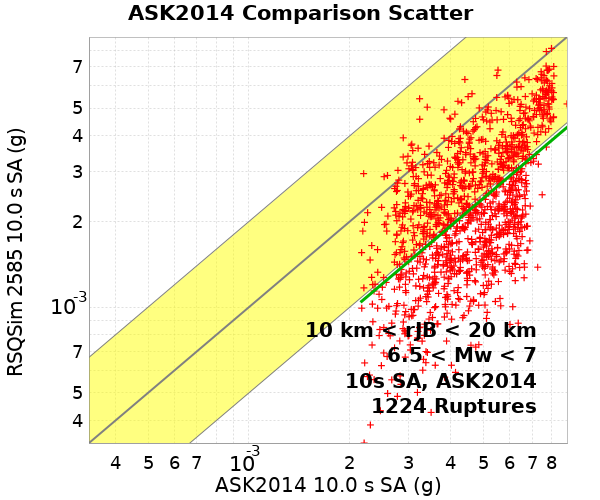 ASK2014 Comparison Scatter
RSQSim 2585 10.0 s SA (g)
7
5
4
3
2
10-3
7
5
4
10 km < rJB < 20 km
6.5 < Mw < 7
10s SA, ASK2014
1224 Ruptures
4 5 6 7 10-3 2 3 4 5 6 7 8
ASK2014 10.0 s SA (g)